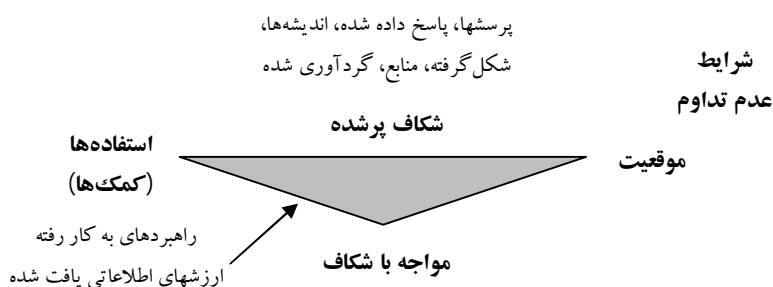 پرسشها، پاسخ داده شده، اندیشه‌ها،
شکل‌گرفته، منابع، گردآوری شده
شرایط
عدم تداوم
شکاف پرشده
موقعیت
استفاده‌ها
(کمک‌ها)
راهبردهای به کار رفته
ارزشهای اطلاعاتی یافت شده
مواجه با شکاف